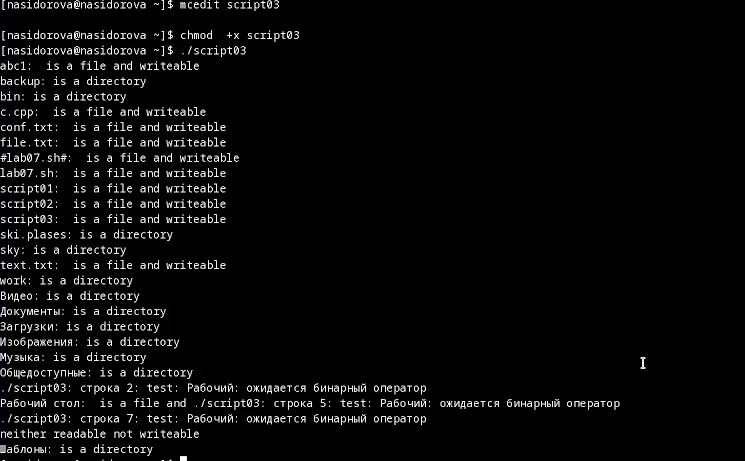 [nasidorova@nasidorova ~]$ mcedit script03
[nasidorova@nasidorova ~]$ chmod  +x script03
[nasidorova@nasidorova ~]$ ./script03
abc1:  is a file and writeable
backup: is a directory
bin: is a directory
c.cpp:  is a file and writeable
conf.txt:  is a file and writeable
file.txt:  is a file and writeable
#lab07.sh#:  is a file and writeable
lab07.sh:  is a file and writeable
script01:  is a file and writeable
script02:  is a file and writeable
script03:  is a file and writeable
ski.plases: is a directory
sky: is a directory
text.txt:  is a file and writeable
work: is a directory
Видео: is a directory
Документы: is a directory
Загрузки: is a directory
Изображения: is a directory
Музыка: is a directory
Общедоступные: is a directory
./script03: строка 2: test: Рабочий: ожидается бинарный оператор
Рабочий стол:  is a file and ./script03: строка 5: test: Рабочий: ожидается бинарный оператор
./script03: строка 7: test: Рабочий: ожидается бинарный оператор
neither readable not writeable
Шаблоны: is a directory